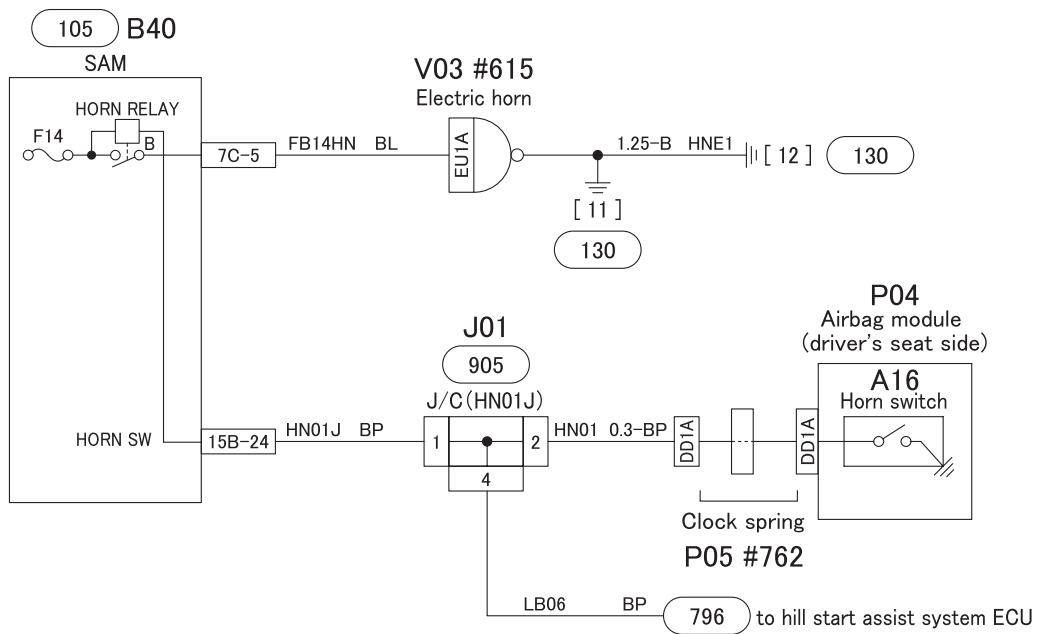 105 B40
SAM
HORN RELAY
F14
B
7C-5
FB14HN BL
V03 #615
Electric horn
EU1A
1.25-B HNE1
[ 12 ]
130
[ 11 ]
130
HORN SW
15B-24
HN01J BP
J01
905
J/C(HN01J)
1
2
4
HN01 0.3-BP
DD1A
DD1A
P04
Airbag module
(driver's seat side)
A16
Horn switch
Clock spring
P05 #762
LB06 BP
796 to hill start assist system ECU